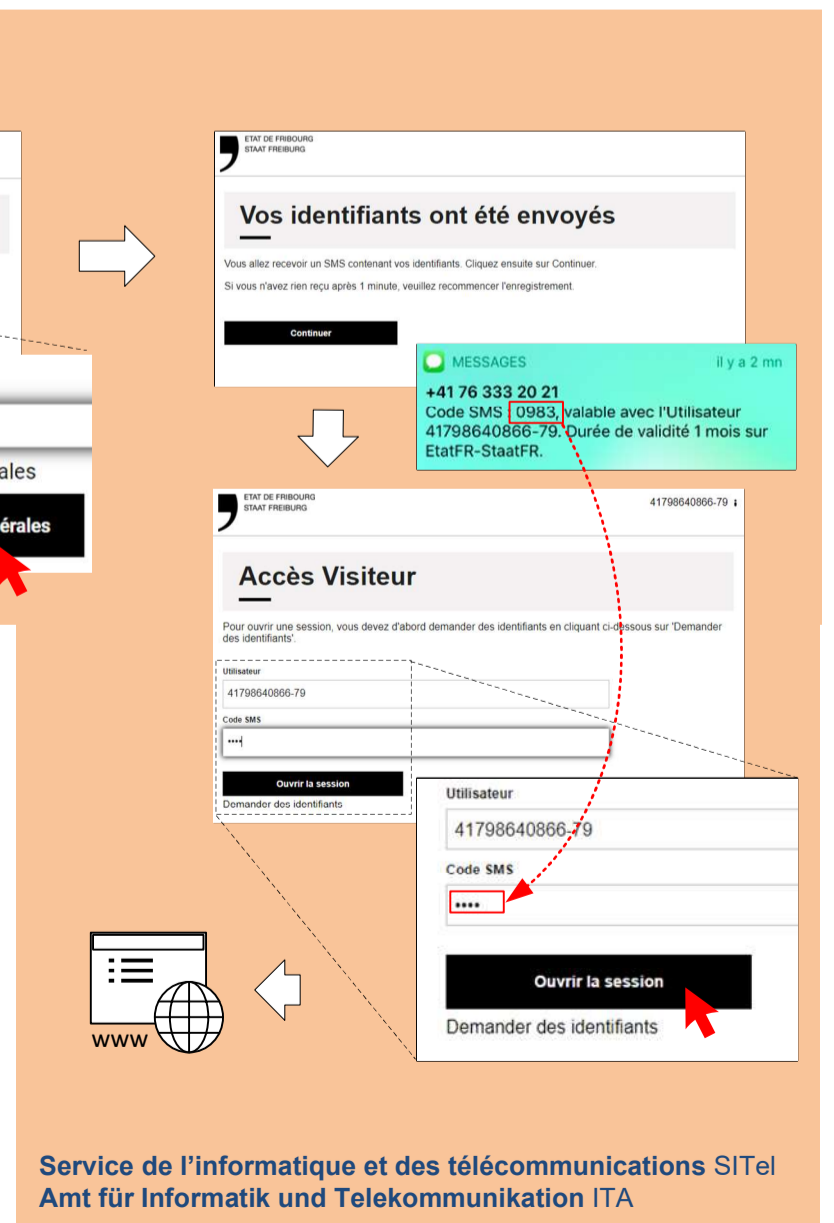 ETAT DE FRIBOURG
STAAT FREIBURG
Vos identifiants ont été envoyés
Vous allez recevoir un SMS contenant vos identifiants. Cliquez ensuite sur Continuer.
Si vous n'avez rien reçu après 1 minute, veuillez recommencer l'enregistrement.
Continuer
MESSAGES
il y a 2 mn
+41 76 333 20 21
Code SMS : 0983, valable avec l'Utilisateur
41798640866-79. Durée de validité 1 mois sur
EtatFR-StaatFR.
ales
érales
ETAT DE FRIBOURG
STAAT FREIBURG
41798640866-79
Accès Visiteur
Pour ouvrir une session, vous devez d'abord demander des identifiants en cliquant ci-dessous sur 'Demander
des identifiants'.
Utilisateur
41798640866-79
Code SMS
••••
Ouvrir la session
Demander des identifiants
Utilisateur
41798640866-79
Code SMS
••••
Ouvrir la session
Demander des identifiants
www
Service de l'informatique et des télécommunications SITel
Amt für Informatik und Telekommunikation ITA